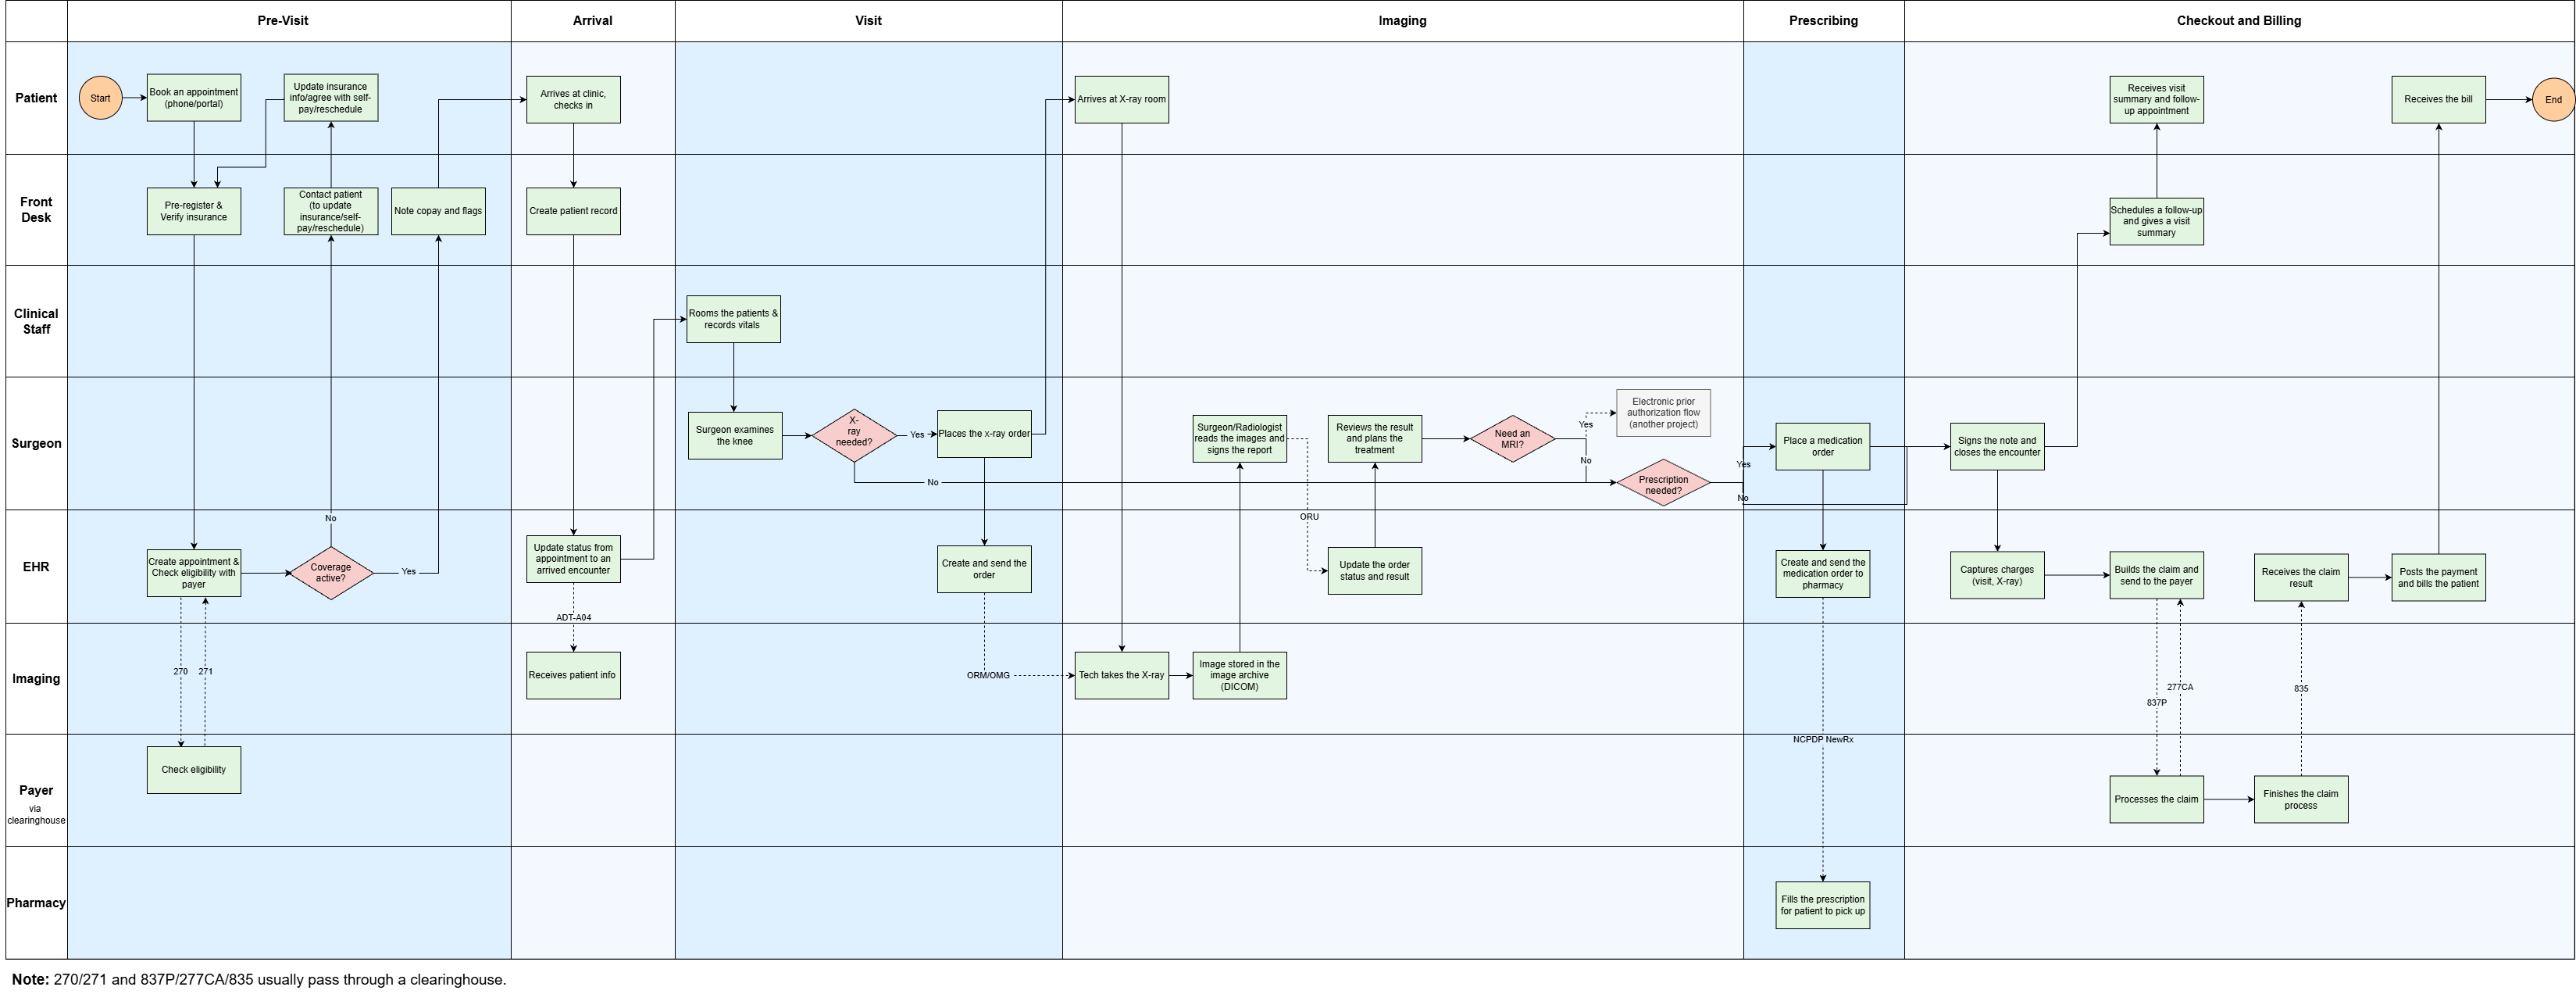 Pre-Visit
Arrival
Visit
Imaging
Prescribing
Checkout and Billing
Patient
Start
Book an appointment
(phone/portal)
Update insurance
info/agree with self-
pay/reschedule
Arrives at clinic,
checks in
Arrives at X-ray room
Receives visit
summary and follow-
up appointment
Receives the bill
End
Front
Desk
Pre-register &
Verify insurance
Contact patient
(to update
insurance/self-
pay/reschedule)
Note copay and flags
Create patient record
Schedules a follow-up
and gives a visit
summary
Clinical
Staff
Rooms the patients &
records vitals
Surgeon
Surgeon examines
the knee
X-
ray
needed?
Yes
No
Places the x-ray order
Surgeon/Radiologist
reads the images and
signs the report
ORU
Reviews the result
and plans the
treatment
Need an
MRI?
Yes
No
Electronic prior
authorization flow
(another project)
Prescription
needed?
Yes
No
Place a medication
order
Signs the note and
closes the encounter
EHR
Create appointment &
Check eligibility with
payer
No
Coverage
active?
Yes
Update status from
appointment to an
arrived encounter
ADT-A04
Create and send the
order
Update the order
status and result
Create and send the
medication order to
pharmacy
Captures charges
(visit, X-ray)
Builds the claim and
send to the payer
Receives the claim
result
Posts the payment
and bills the patient
Imaging
270
271
Receives patient info
ORM/OMG
Tech takes the X-ray
Image stored in the
image archive
(DICOM)
277CA
837P
835
NCPDP NewRx
Payer
via
clearinghouse
Check eligibility
Processes the claim
Finishes the claim
process
Pharmacy
Fills the prescription
for patient to pick up
Note: 270/271 and 837P/277CA/835 usually pass through a clearinghouse.